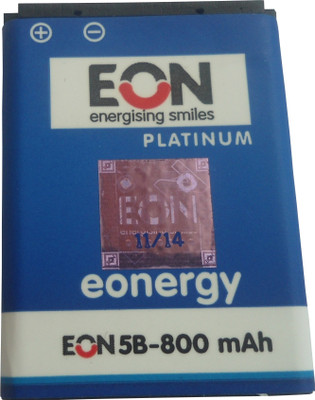 EON
energising smiles
PLATINUM
EON
11/14
eonergy
EON 5B-800 mAh